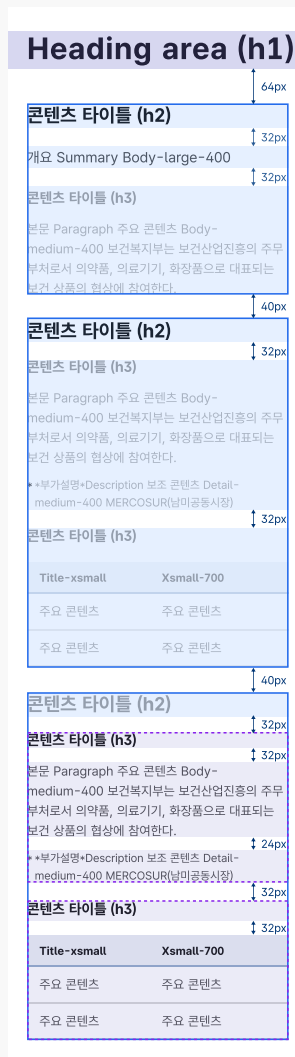 Heading area (h1)
64px
콘텐츠 타이틀 (h2)
32px
개요 Summary Body-large-400
32px
콘텐츠 타이틀 (h3)
본문 Paragraph 주요 콘텐츠 Body-
medium-400 보건복지부는 보건산업진흥의 주무
부처로서 의약품, 의료기기, 화장품으로 대표되는
보건 상품의 협상에 참여한다.
40px
콘텐츠 타이틀 (h2)
32px
콘텐츠 타이틀 (h3)
본문 Paragraph 주요 콘텐츠 Body-
medium-400 보건복지부는 보건산업진흥의 주무
부처로서 의약품, 의료기기, 화장품으로 대표되는
보건 상품의 협상에 참여한다.
* *부가설명*Description 보조 콘텐츠 Detail-
medium-400 MERCOSUR(남미공동시장)
32px
콘텐츠 타이틀 (h3)
Title-xsmall Xsmall-700
주요 콘텐츠 주요 콘텐츠
주요 콘텐츠 주요 콘텐츠
40px
콘텐츠 타이틀 (h2)
32px
콘텐츠 타이틀 (h3)
32px
본문 Paragraph 주요 콘텐츠 Body-
medium-400 보건복지부는 보건산업진흥의 주무
부처로서 의약품, 의료기기, 화장품으로 대표되는
보건 상품의 협상에 참여한다.
24px
* *부가설명*Description 보조 콘텐츠 Detail-
medium-400 MERCOSUR(남미공동시장)
32px
콘텐츠 타이틀 (h3)
32px
Title-xsmall Xsmall-700
주요 콘텐츠 주요 콘텐츠
주요 콘텐츠 주요 콘텐츠